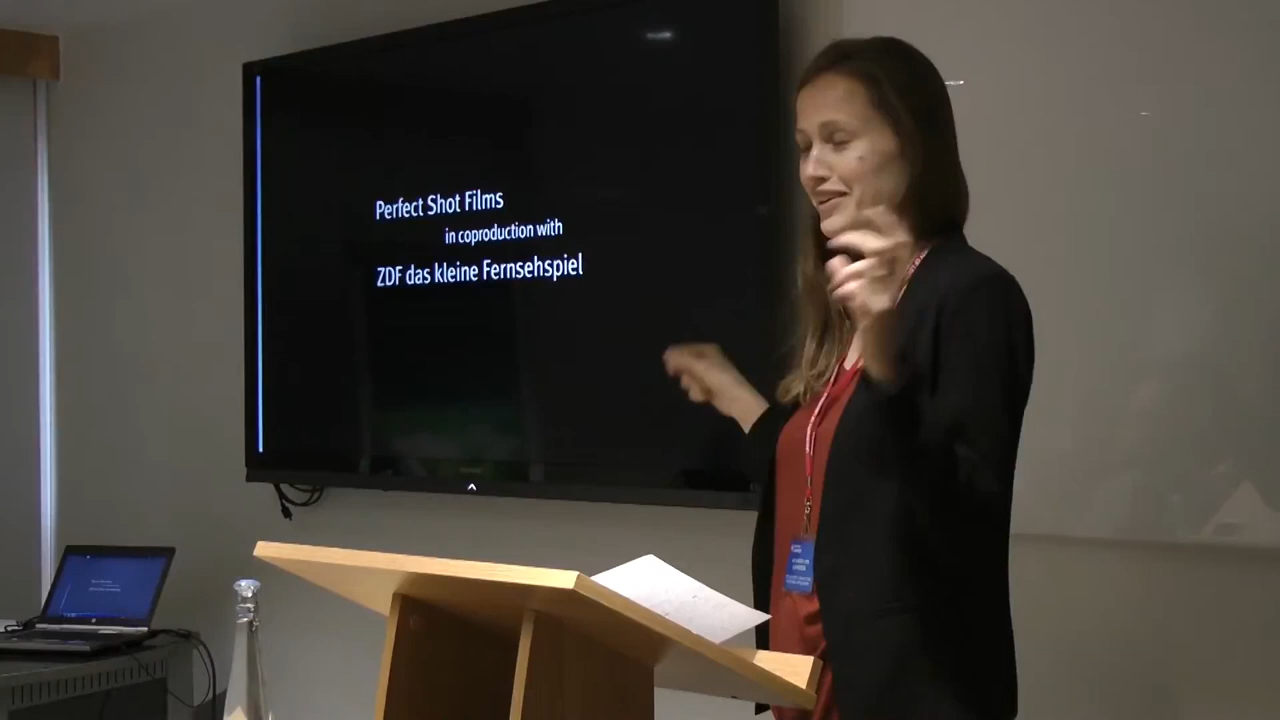 Perfect Shot Films
in coproduction with
ZDF das kleine Fernsehspiel